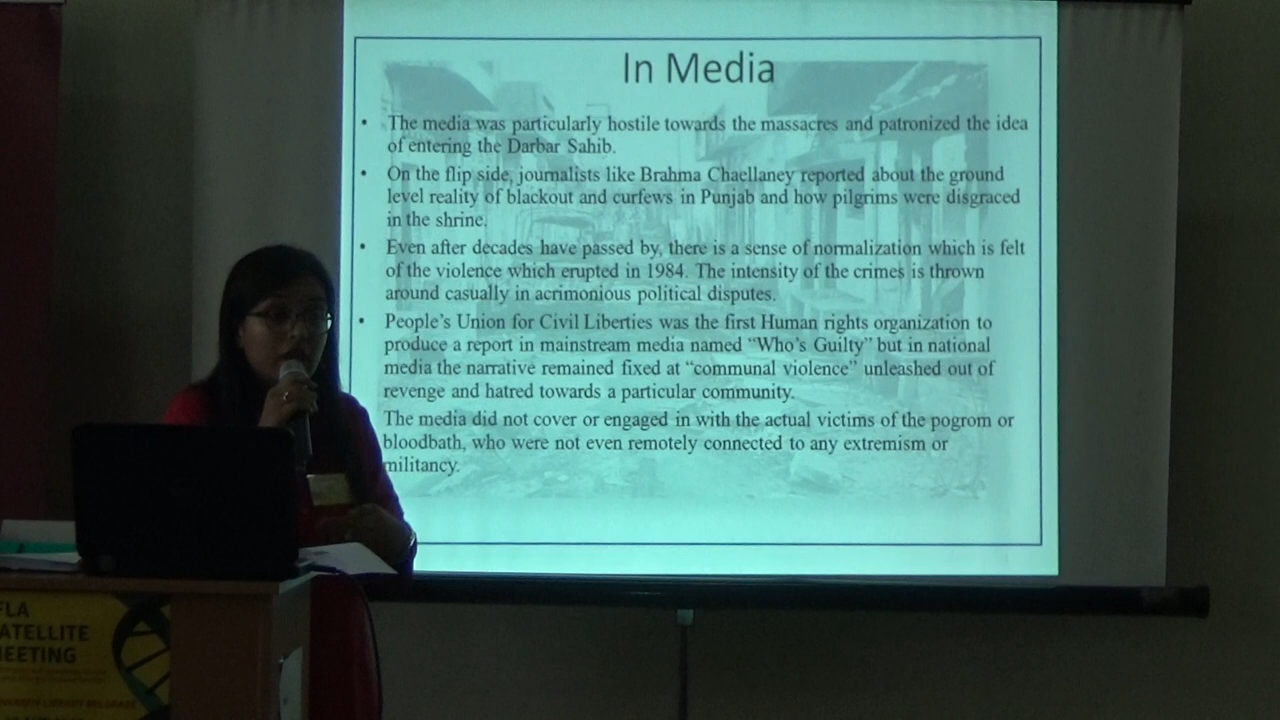 In Media
• The media was particularly hostile towards the massacres and patronized the idea
of entering the Darbar Sahib.
• On the flip side, journalists like Brahma Chaellaney reported about the ground
level reality of blackout and curfews in Punjab and how pilgrims were disgraced
in the shrine.
• Even after decades have passed by, there is a sense of normalization which is felt
of the violence which erupted in 1984. The intensity of the crimes is thrown
around casually in acrimonious political disputes.
• People's Union for Civil Liberties was the first Human rights organization to
produce a report in mainstream media named “Who's Guilty” but in national
media the narrative remained fixed at “communal violence” unleashed out of
revenge and hatred towards a particular community.
The media did not cover or engaged in with the actual victims of the pogrom or
bloodbath, who were not even remotely connected to any extremism or
militancy.
FLA
ATELLITE
MEETING
LIBRARY BELGRADE